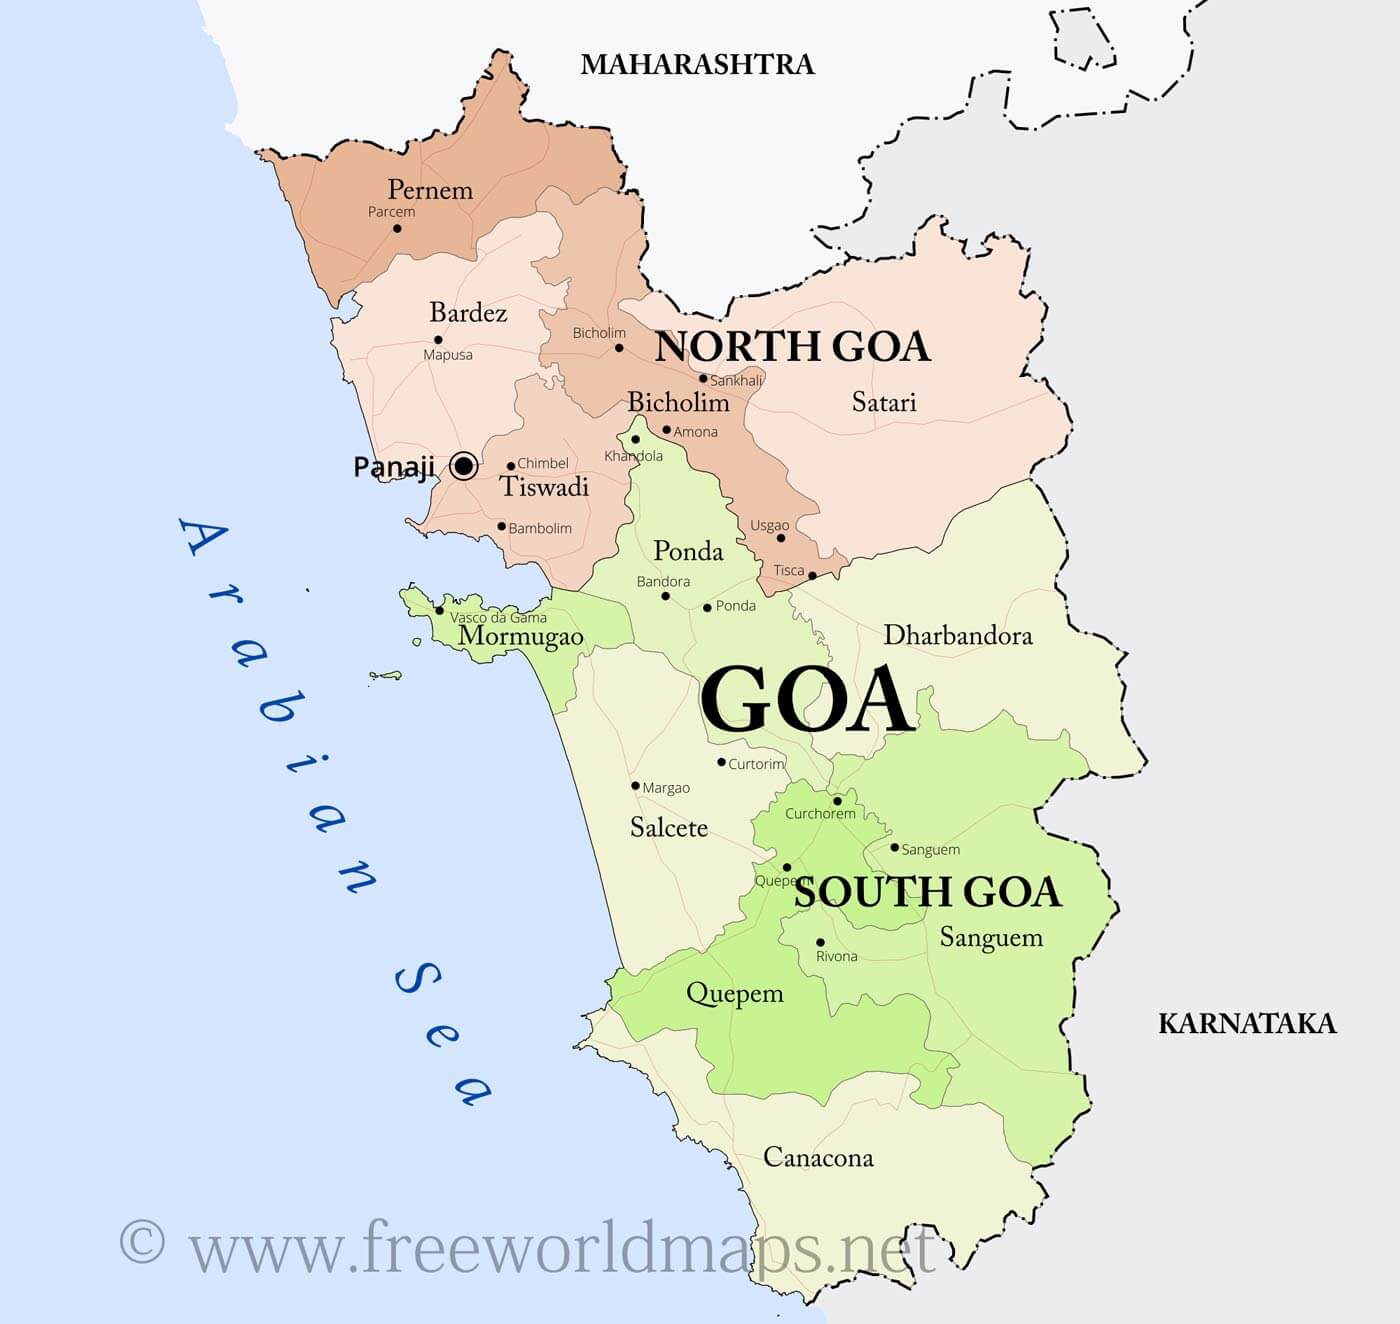 MAHARASHTRA
Pernem
Parcem
Bardez
Mapusa
Bicholim
NORTH GOA
Sankhali
Bicholim
Satari
Amona
Khandola
Panaji
Chimbel
Tiswadi
Bambolim
Usgao
Ponda
Tisca
Bandora
Ponda
Vasco da Gama
Mormugao
Dharbandora
GOA
Arabian Sea
Curtorim
Margao
Curchorem
Salcete
Sanguem
Quepem
SOUTH GOA
Sanguem
Rivona
Quepem
KARNATAKA
Canacona
© www.freeworldmaps.net